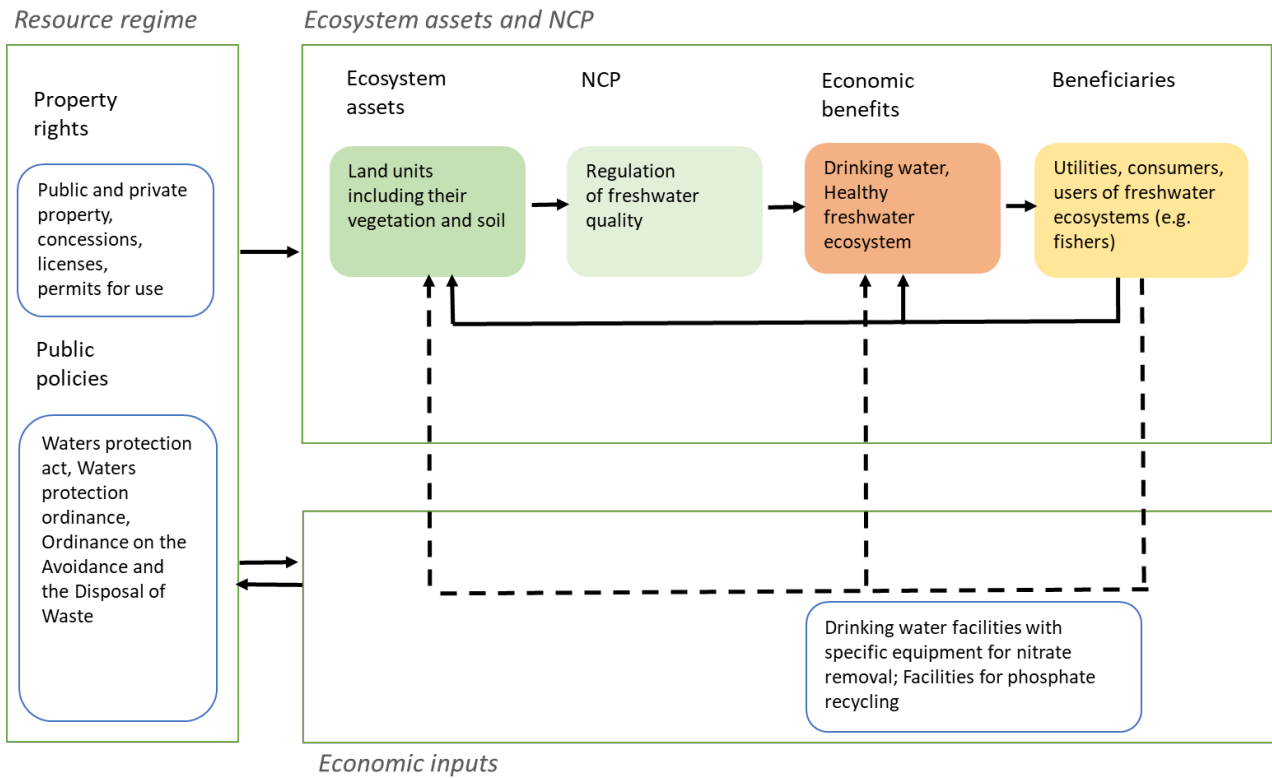 Resource regime
Ecosystem assets and NCP
Property
rights
Public and private
property,
concessions,
licenses,
permits for use
Public
policies
Waters protection
act, Waters
protection
ordinance,
Ordinance on the
Avoidance and
the Disposal of
Waste
Ecosystem
assets
NCP
Economic
benefits
Beneficiaries
Land units
including their
vegetation and soil
Regulation
of freshwater
quality
Drinking water,
Healthy
freshwater
ecosystem
Utilities, consumers,
users of freshwater
ecosystems (e.g.
fishers)
Drinking water facilities with
specific equipment for nitrate
removal; Facilities for phosphate
recycling
Economic inputs